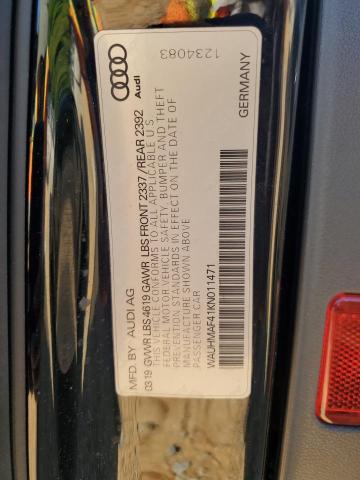 Audi
1234083
GERMANY
MFD. BY AUDI AG
0319 GVWR LBS 4619 GAWR LBS FRONT 2337 / REAR 2392
THIS VEHICLE CONFORMS TO ALL APPLICABLE U S
FEDERAL MOTOR VEHICLE SAFETY, BUMPER AND THEFT
PREVENTION STANDARDS IN EFFECT ON THE DATE OF
MANUFACTURE SHOWN ABOVE
PASSENGER CAR
WAUHMAF41KN011471